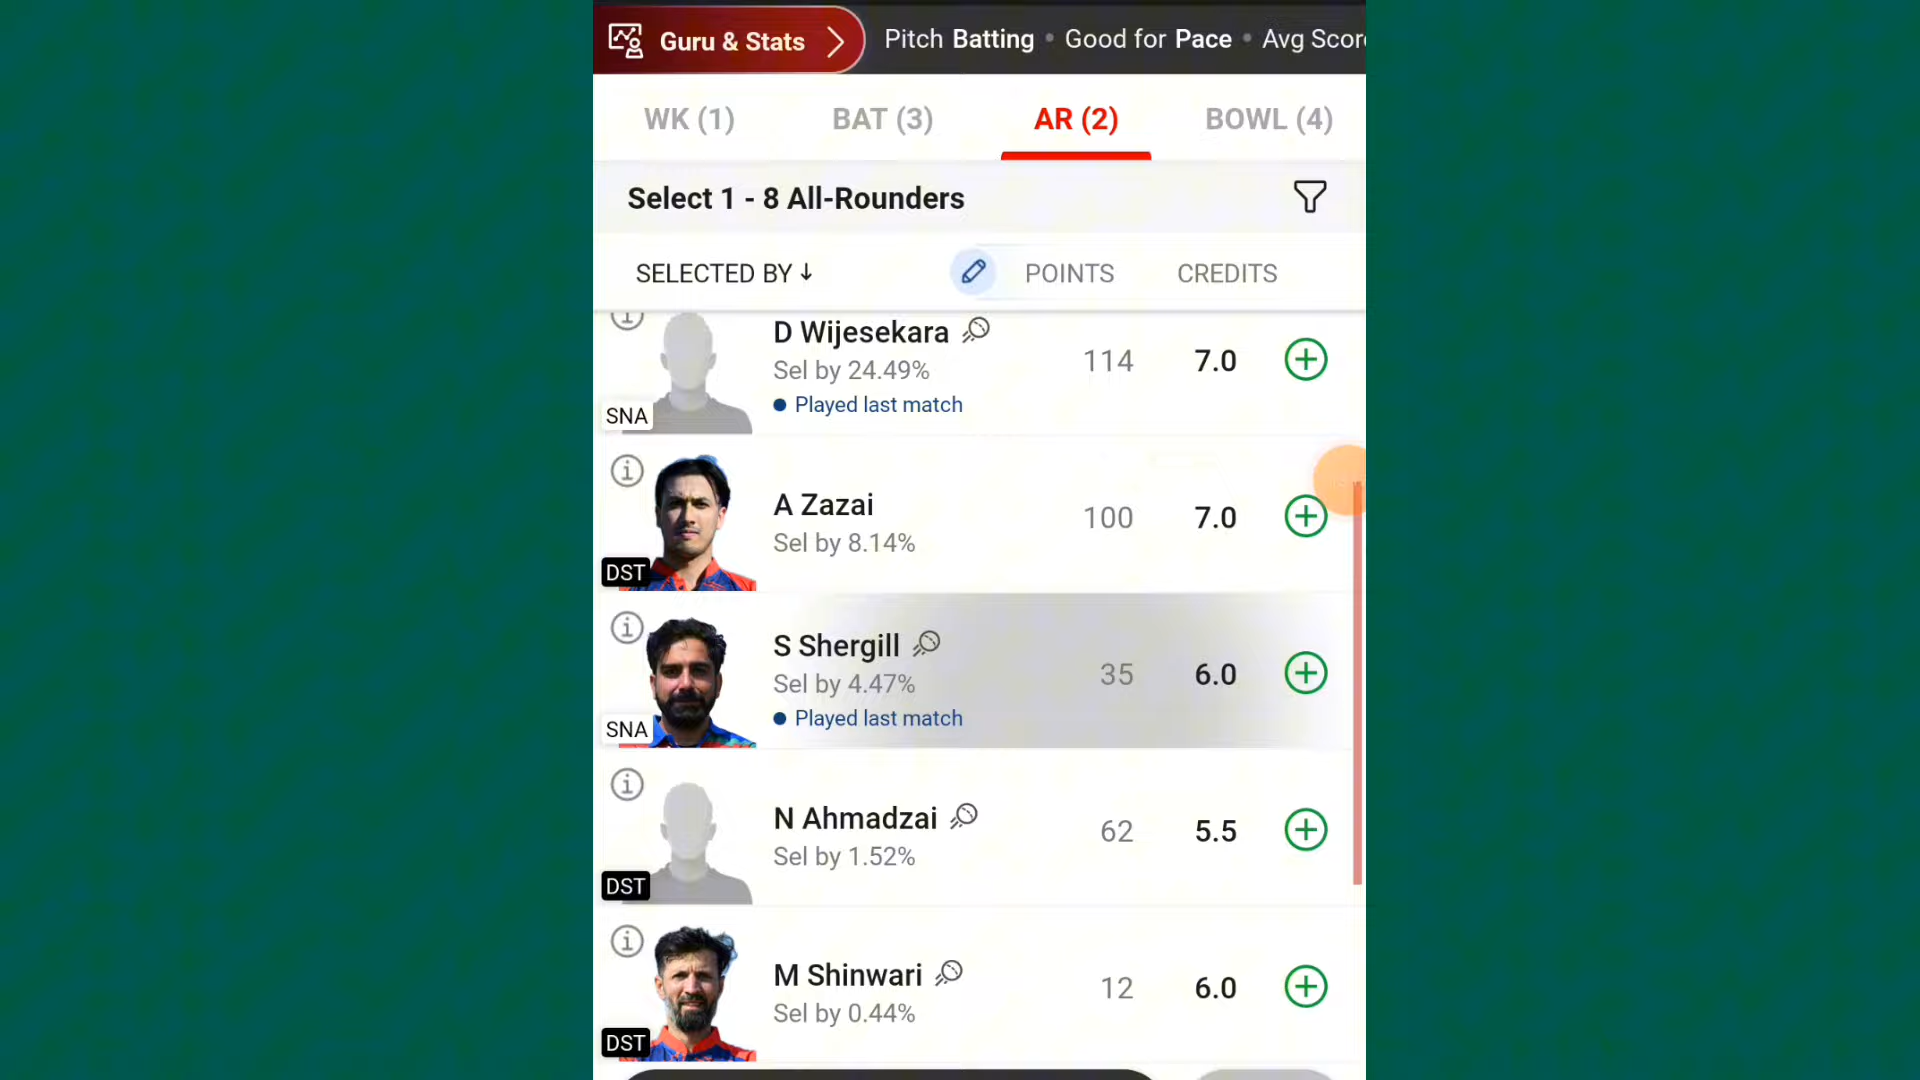 Guru & Stats
Pitch Batting • Good for Pace • Avg Score
WK (1)
BAT (3)
AR (2)
BOWL (4)
Select 1 - 8 All-Rounders
SELECTED BY ↓
POINTS
CREDITS
D Wijesekara
Sel by 24.49%
Played last match
SNA
114
7.0
A Zazai
Sel by 8.14%
DST
100
7.0
S Shergill
Sel by 4.47%
Played last match
SNA
35
6.0
N Ahmadzai
Sel by 1.52%
DST
62
5.5
M Shinwari
Sel by 0.44%
DST
12
6.0